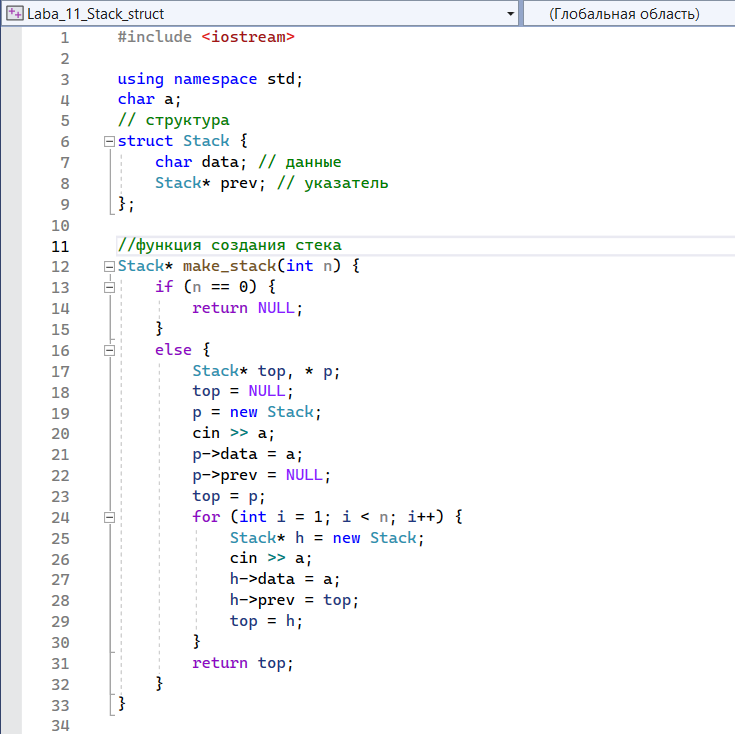 Laba_11_Stack_struct (Глобальная область)
1 #include <iostream>
2
3 using namespace std;
4 char a;
5 // структура
6 struct Stack {
7 char data; // данные
8 Stack* prev; // указатель
9 };
10
11 //функция создания стека
12 Stack* make_stack(int n) {
13 if (n == 0) {
14 return NULL;
15 }
16 else {
17 Stack* top, * p;
18 top = NULL;
19 p = new Stack;
20 cin >> a;
21 p->data = a;
22 p->prev = NULL;
23 top = p;
24 for (int i = 1; i < n; i++) {
25 Stack* h = new Stack;
26 cin >> a;
27 h->data = a;
28 h->prev = top;
29 top = h;
30 }
31 return top;
32 }
33 }
34